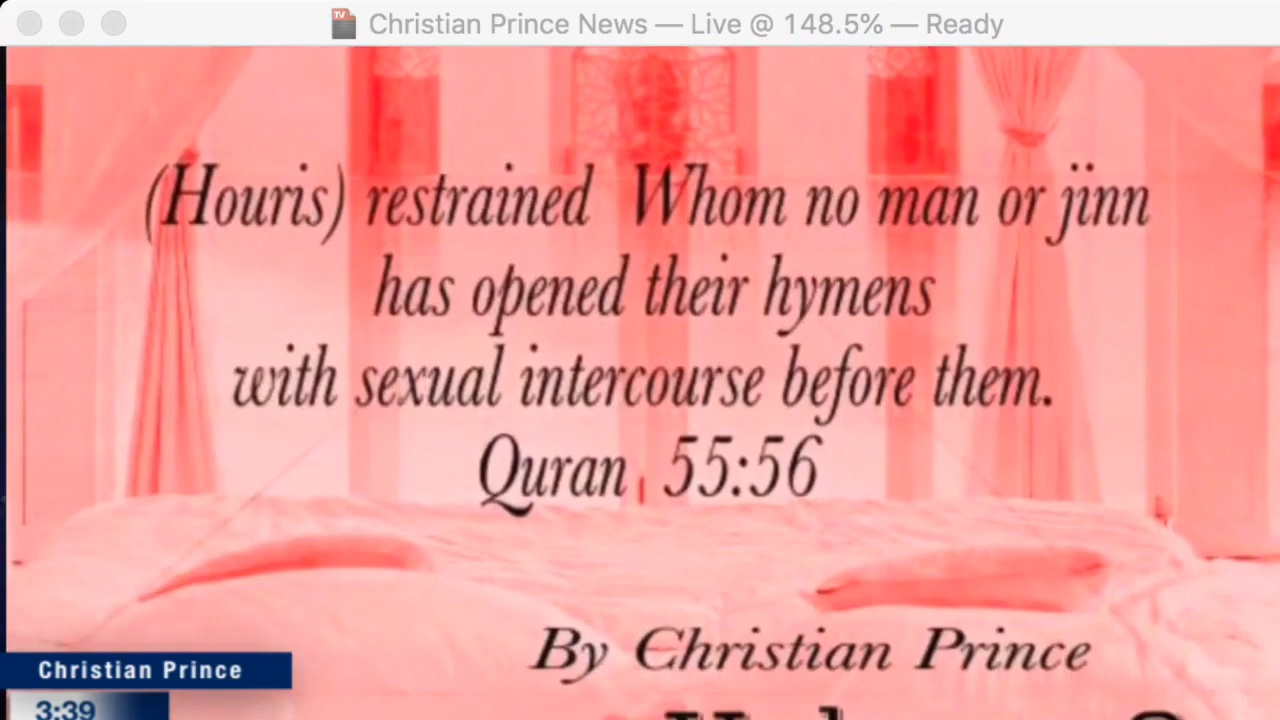 TV
Christian Prince News — Live @ 148.5% — Ready
(Houris) restrained Whom no man or jinn
has opened their hymens
with sexual intercourse before them.
Quran 55:56
By Christian Prince
Christian Prince
3:39